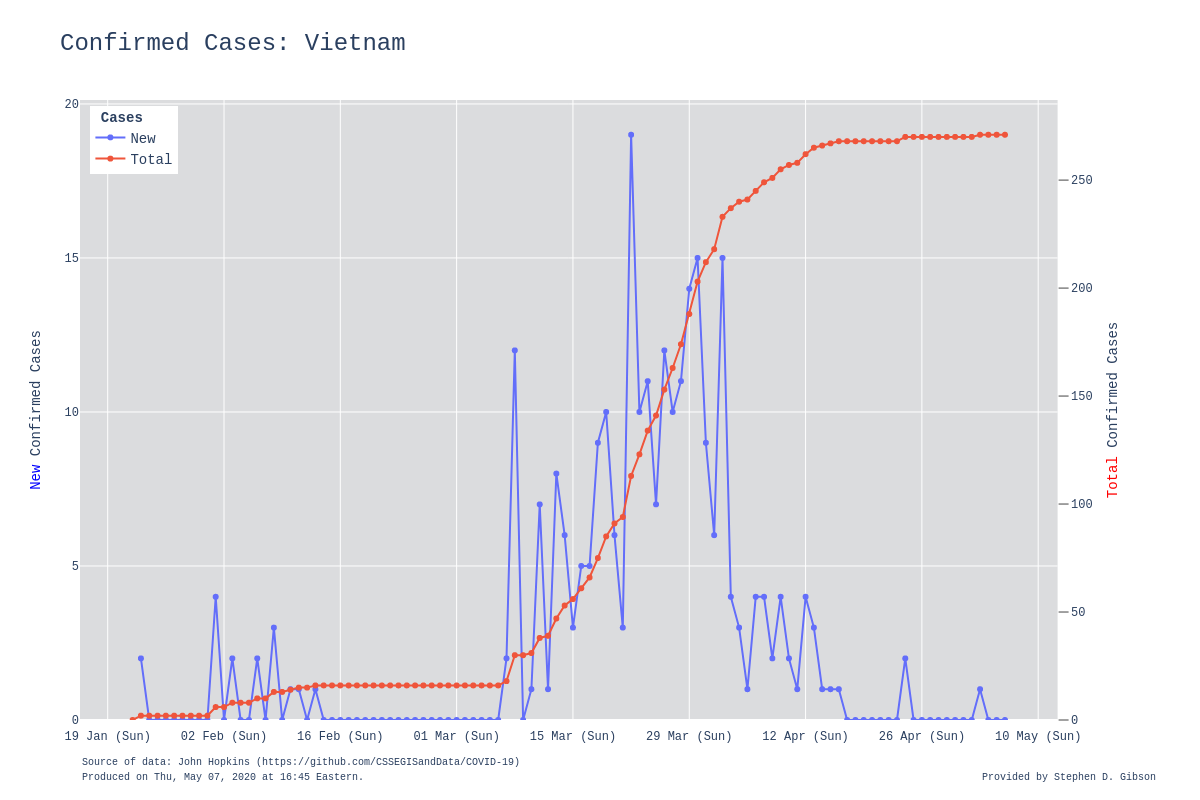 Confirmed Cases: Vietnam
Cases
New
Total
20
15
10
5
0
250
200
150
100
50
0
New Confirmed Cases
Total Confirmed Cases
19 Jan (Sun) 02 Feb (Sun) 16 Feb (Sun) 01 Mar (Sun) 15 Mar (Sun) 29 Mar (Sun) 12 Apr (Sun) 26 Apr (Sun) 10 May (Sun)
Source of data: John Hopkins (https://github.com/CSSEGISandData/COVID-19)
Produced on Thu, May 07, 2020 at 16:45 Eastern.
Provided by Stephen D. Gibson